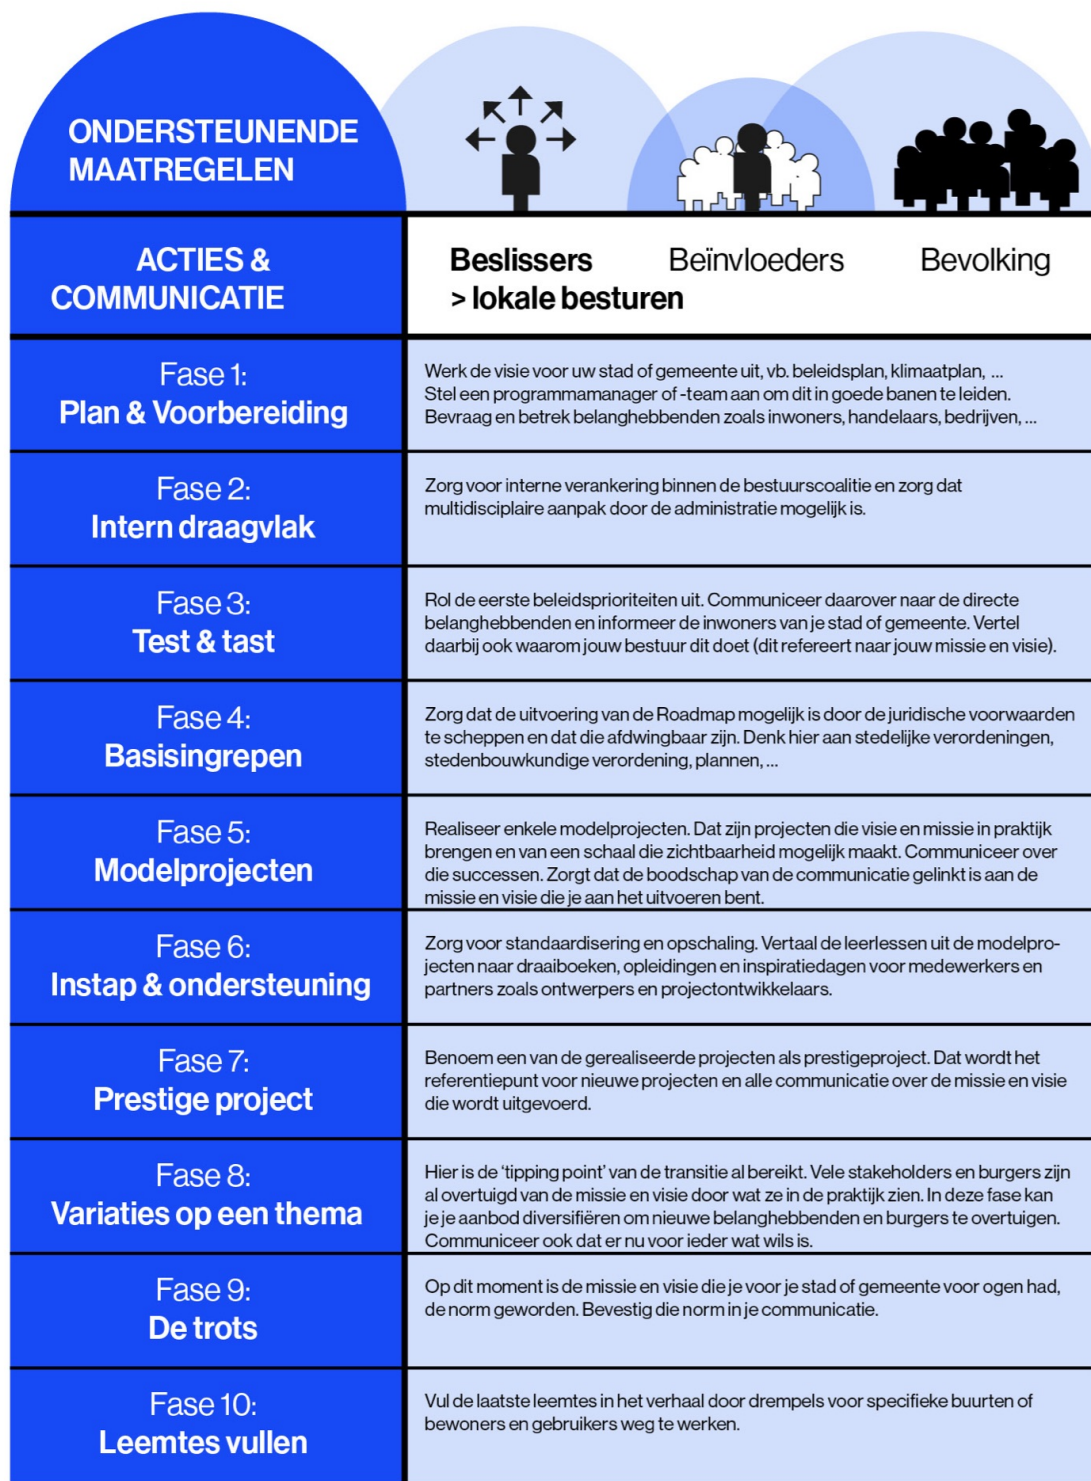 ONDERSTEUNENDE
MAATREGELEN
ACTIES &
COMMUNICATIE
Beslissers
> lokale besturen
Beïnvloeders
Bevolking
Fase 1:
Plan & Voorbereiding
Werk de visie voor uw stad of gemeente uit, vb. beleidsplan, klimaatplan, ...
Stel een programmamanager of -team aan om dit in goede banen te leiden.
Bevraag en betrek belanghebbenden zoals inwoners, handelaars, bedrijven, ...
Fase 2:
Intern draagvlak
Zorg voor interne verankering binnen de bestuurscoalitie en zorg dat
multidisciplaire aanpak door de administratie mogelijk is.
Fase 3:
Test & tast
Rol de eerste beleidsprioriteiten uit. Communiceer daarover naar de directe
belanghebbenden en informeer de inwoners van je stad of gemeente. Vertel
daarbij ook waarom jouw bestuur dit doet (dit refereert naar jouw missie en visie).
Fase 4:
Basisingrepen
Zorg dat de uitvoering van de Roadmap mogelijk is door de juridische voorwaarden
te scheppen en dat die afdwingbaar zijn. Denk hier aan stedelijke verordeningen,
stedenbouwkundige verordening, plannen, ...
Fase 5:
Modelprojecten
Realiseer enkele modelprojecten. Dat zijn projecten die visie en missie in praktijk
brengen en van een schaal die zichtbaarheid mogelijk maakt. Communiceer over
die successen. Zorgt dat de boodschap van de communicatie gelinkt is aan de
missie en visie die je aan het uitvoeren bent.
Fase 6:
Instap & ondersteuning
Zorg voor standaardisering en opschaling. Vertaal de leerlessen uit de modelpro-
jecten naar draaiboeken, opleidingen en inspiratiedagen voor medewerkers en
partners zoals ontwerpers en projectontwikkelaars.
Fase 7:
Prestige project
Benoem een van de gerealiseerde projecten als prestigeproject. Dat wordt het
referentiepunt voor nieuwe projecten en alle communicatie over de missie en visie
die wordt uitgevoerd.
Fase 8:
Variaties op een thema
Hier is de ‘tipping point’ van de transitie al bereikt. Vele stakeholders en burgers zijn
al overtuigd van de missie en visie door wat ze in de praktijk zien. In deze fase kan
je je aanbod diversifiëren om nieuwe belanghebbenden en burgers te overtuigen.
Communiceer ook dat er nu voor ieder wat wils is.
Fase 9:
De trots
Op dit moment is de missie en visie die je voor je stad of gemeente voor ogen had,
de norm geworden. Bevestig die norm in je communicatie.
Fase 10:
Leemtes vullen
Vul de laatste leemtes in het verhaal door drempels voor specifieke buurten of
bewoners en gebruikers weg te werken.